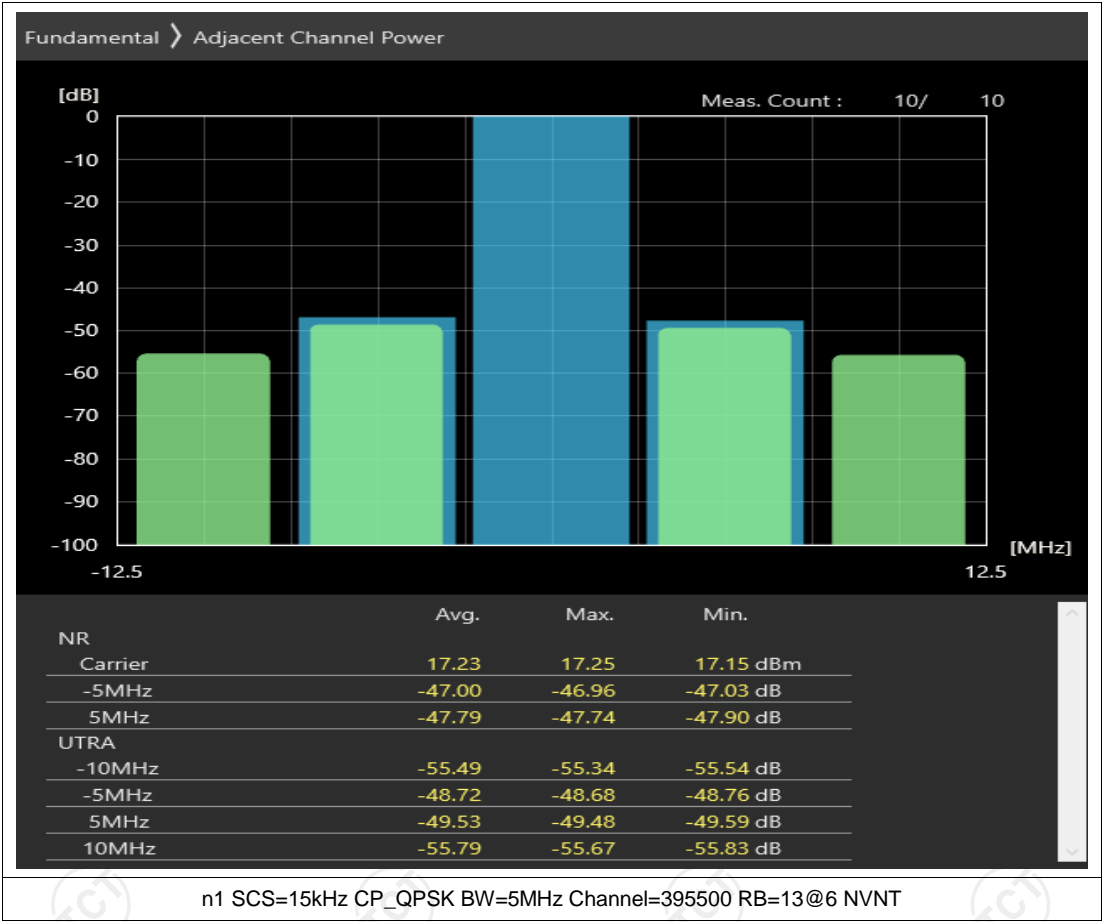 Fundamental 〉 Adjacent Channel Power
[dB]
Meas. Count : 10/ 10
0
-10
-20
-30
-40
-50
-60
-70
-80
-90
-100
[MHz]
-12.5 12.5
Avg. Max. Min.
NR
Carrier 17.23 17.25 17.15 dBm
-5MHz -47.00 -46.96 -47.03 dB
5MHz -47.79 -47.74 -47.90 dB
UTRA
-10MHz -55.49 -55.34 -55.54 dB
-5MHz -48.72 -48.68 -48.76 dB
5MHz -49.53 -49.48 -49.59 dB
10MHz -55.79 -55.67 -55.83 dB
n1 SCS=15kHz CP_QPSK BW=5MHz Channel=395500 RB=13@6 NVNT
TCT TCT TCT